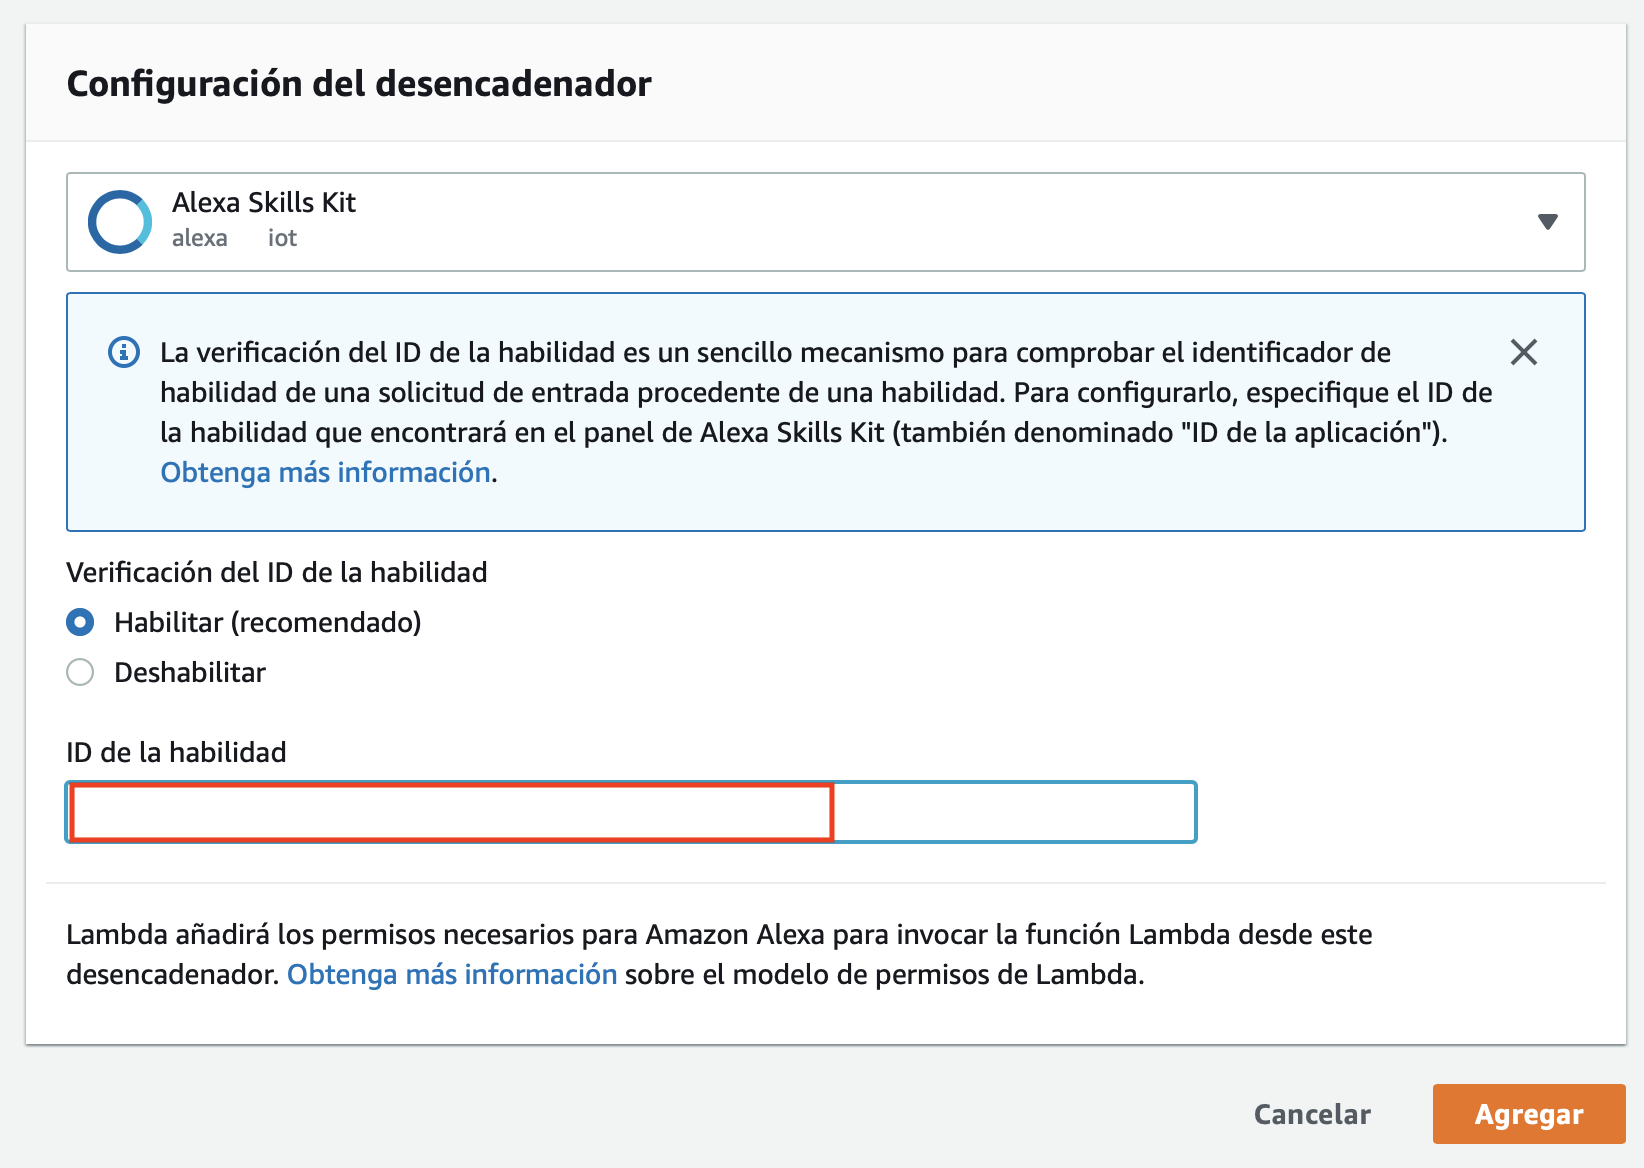 Configuración del desencadenador
Alexa Skills Kit
alexa iot
La verificación del ID de la habilidad es un sencillo mecanismo para comprobar el identificador de
habilidad de una solicitud de entrada procedente de una habilidad. Para configurarlo, especifique el ID de
la habilidad que encontrará en el panel de Alexa Skills Kit (también denominado "ID de la aplicación").
Obtenga más información.
Verificación del ID de la habilidad
Habilitar (recomendado)
Deshabilitar
ID de la habilidad
Lambda añadirá los permisos necesarios para Amazon Alexa para invocar la función Lambda desde este
desencadenador. Obtenga más información sobre el modelo de permisos de Lambda.
Cancelar Agregar